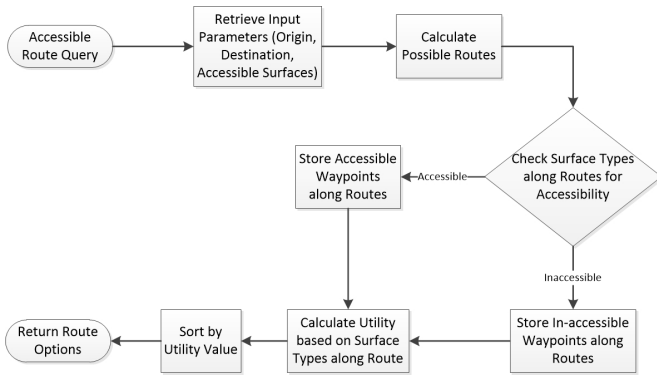 Accessible
Route Query
Retrieve Input
Parameters (Origin,
Destination,
Accessible Surfaces)
Calculate
Possible Routes
Check Surface Types
along Routes for
Accessibility
Accessible
Store Accessible
Waypoints
along Routes
Inaccessible
Store In-accessible
Waypoints along
Routes
Calculate Utility
based on Surface
Types along Route
Sort by
Utility Value
Return Route
Options